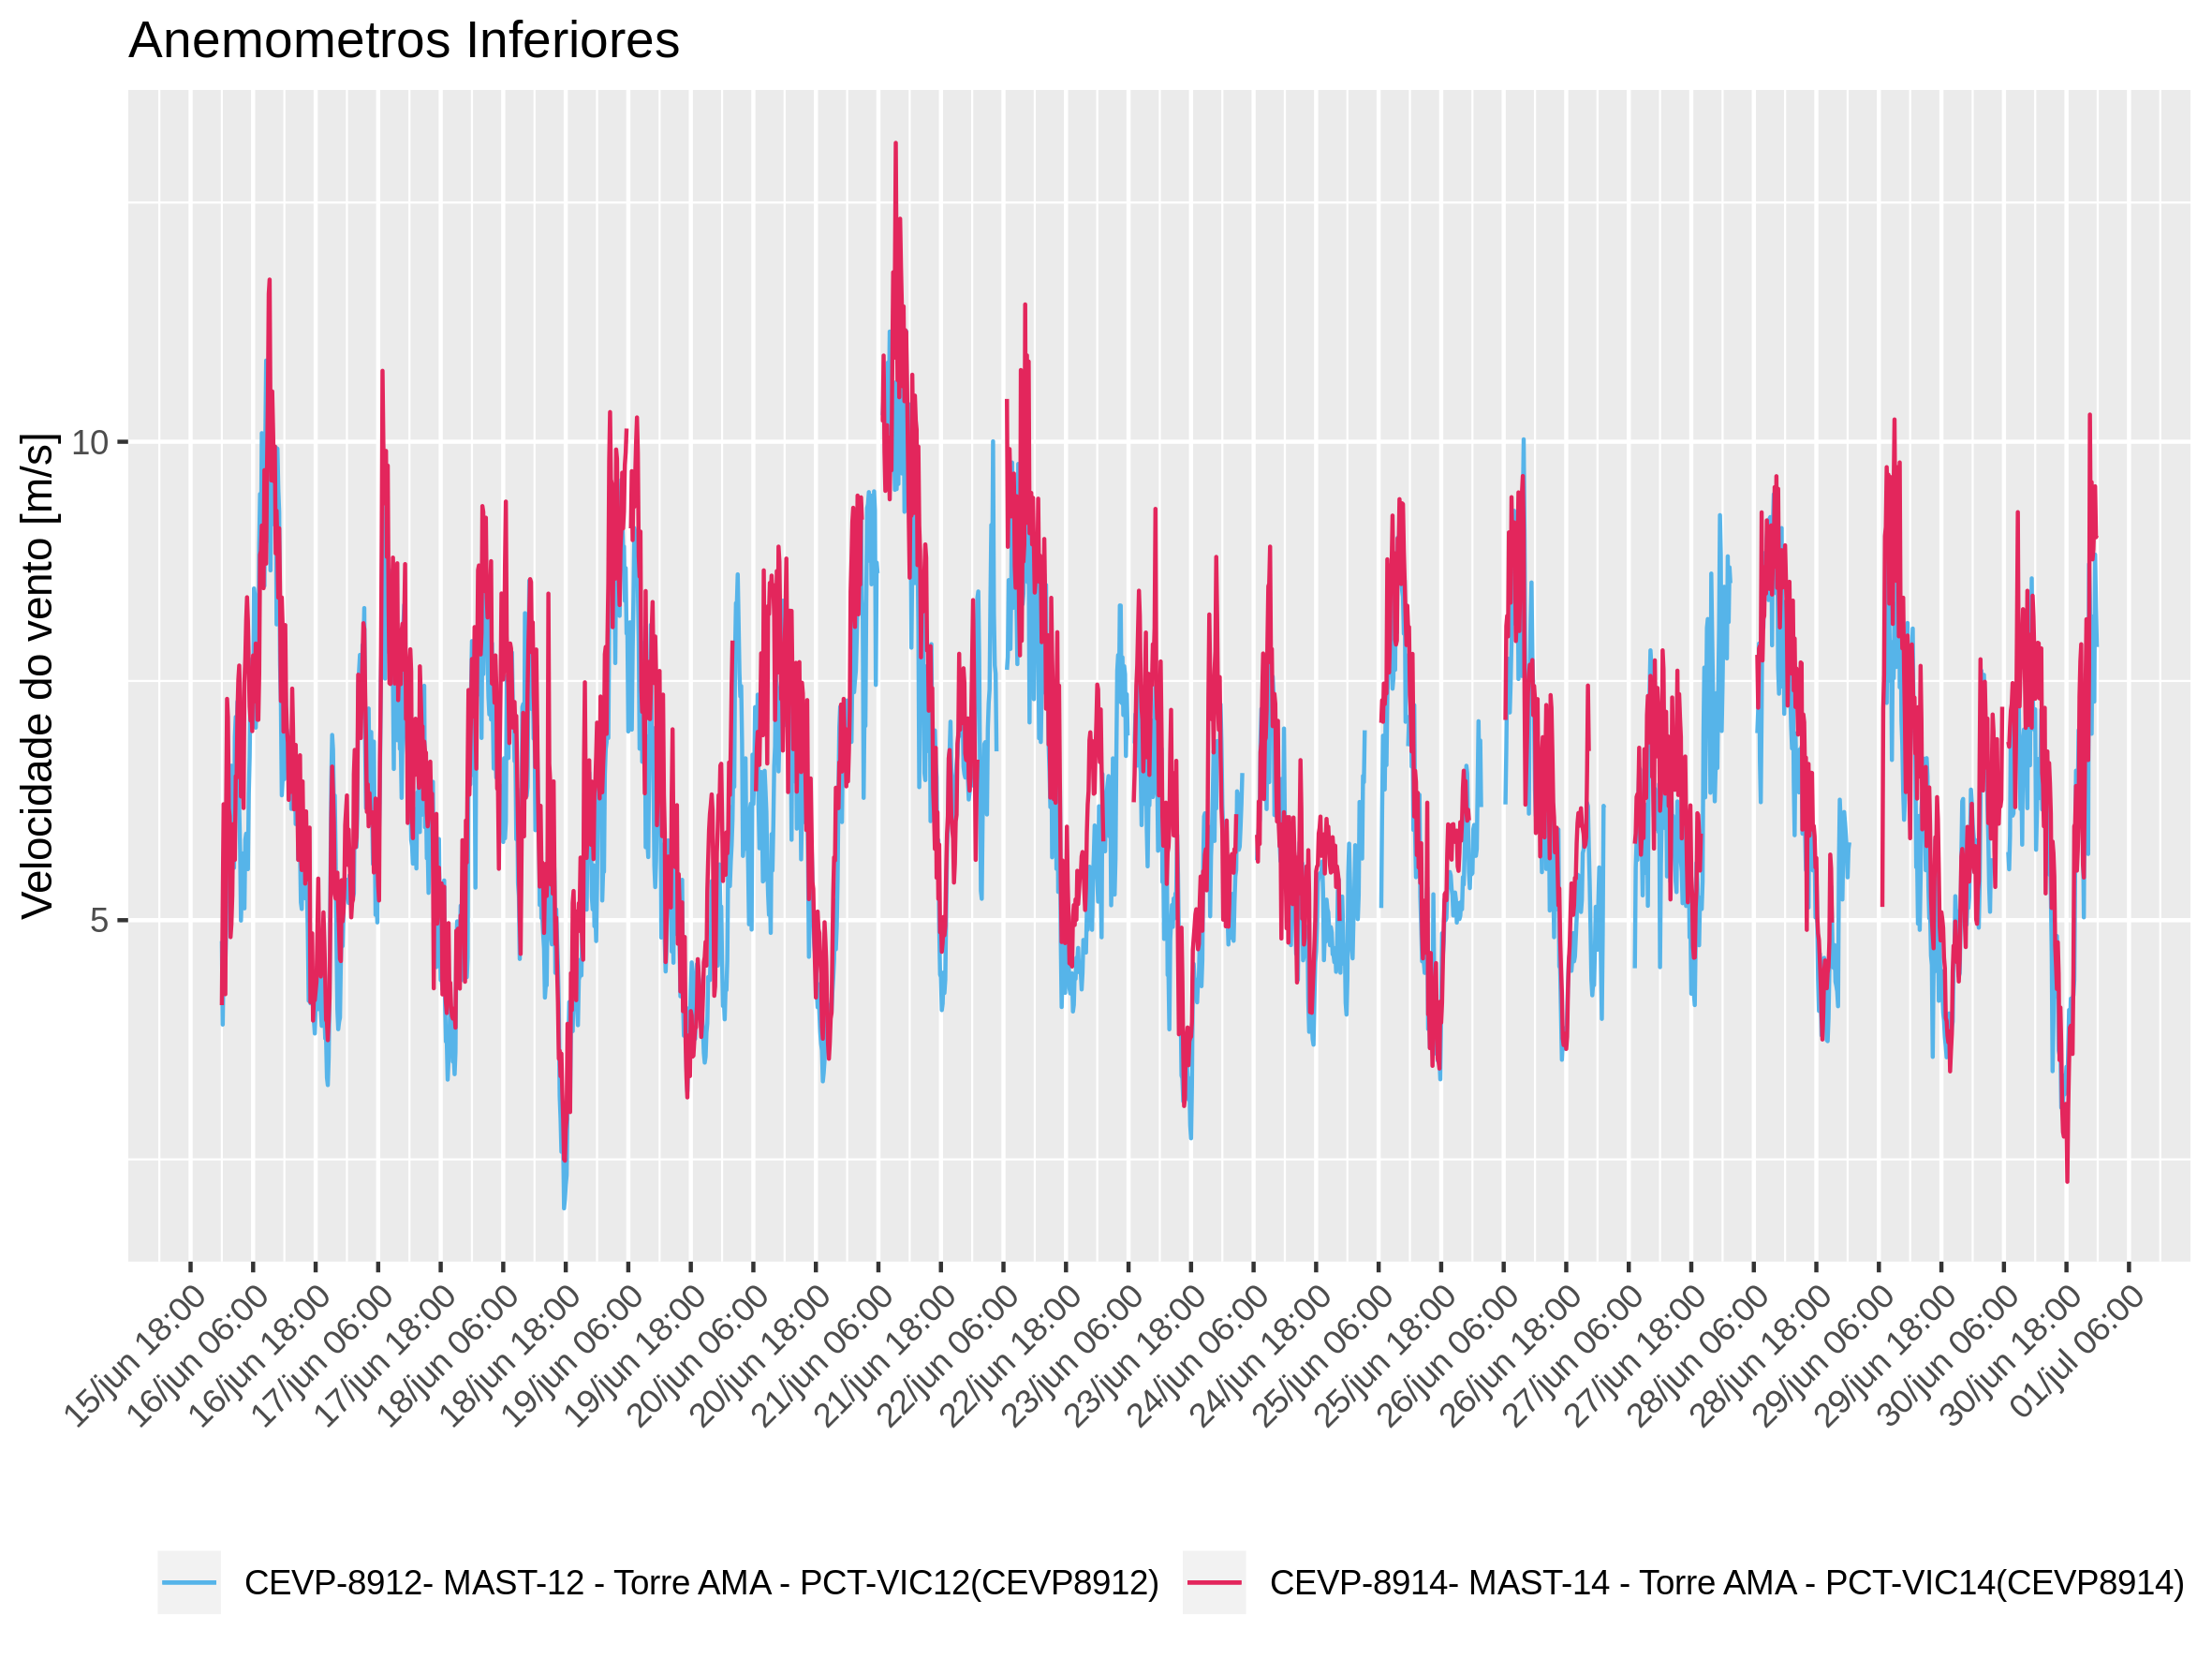 Anemometros Inferiores
Velocidade do vento [m/s]
10
5
15/jun 18:00
16/jun 06:00
16/jun 18:00
17/jun 06:00
17/jun 18:00
18/jun 06:00
18/jun 18:00
19/jun 06:00
19/jun 18:00
20/jun 06:00
20/jun 18:00
21/jun 06:00
21/jun 18:00
22/jun 06:00
22/jun 18:00
23/jun 06:00
23/jun 18:00
24/jun 06:00
24/jun 18:00
25/jun 06:00
25/jun 18:00
26/jun 06:00
26/jun 18:00
27/jun 06:00
27/jun 18:00
28/jun 06:00
28/jun 18:00
29/jun 06:00
29/jun 18:00
30/jun 06:00
30/jun 18:00
01/jul 06:00
CEVP-8912- MAST-12 - Torre AMA - PCT-VIC12(CEVP8912)
CEVP-8914- MAST-14 - Torre AMA - PCT-VIC14(CEVP8914)